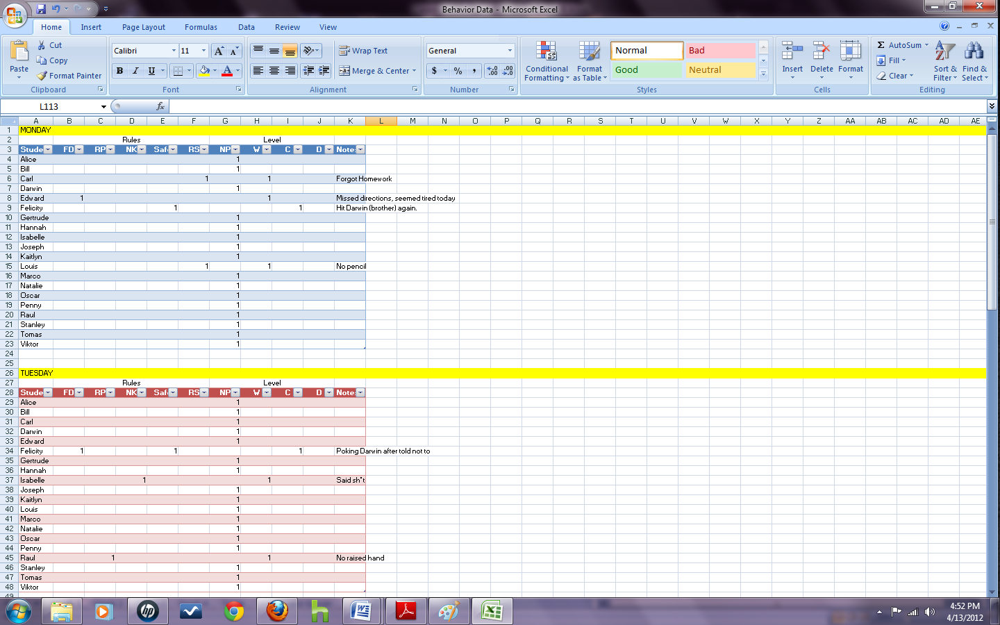 Behavior Data - Microsoft Excel
Home Insert Page Layout Formulas Data Review View
Paste Cut Copy Format Painter
Calibri 11
B I U A
Wrap Text
Merge & Center
General
$ % ,
Conditional Formatting Format as Table
Normal Bad Good Neutral
Insert Delete Format
AutoSum Fill Clear
Sort & Filter Find & Select
Clipboard Font Alignment Number Styles Cells Editing
L113 fx
A B C D E F G H I J K L M N O P Q R S T U V W X Y Z AA AB AC AD AE
1 MONDAY
2 Rules Level
3 Stude FD RP NK Saf RS NP W C D Note
4 Alice 1
5 Bill 1
6 Carl 1 1 Forgot Homework
7 Darwin 1
8 Edward 1 1 Missed directions, seemed tired today
9 Felicity 1 1 Hit Darwin (brother) again.
10 Gertrude 1
11 Hannah 1
12 Isabelle 1
13 Joseph 1
14 Kaitlyn 1
15 Louis 1 1 No pencil
16 Marco 1
17 Natalie 1
18 Oscar 1
19 Penny 1
20 Raul 1
21 Stanley 1
22 Tomas 1
23 Viktor 1
24
25
26 TUESDAY
27 Rules Level
28 Stude FD RP NK Saf RS NP W C D Note
29 Alice 1
30 Bill 1
31 Carl 1
32 Darwin 1
33 Edward 1
34 Felicity 1 1 1 Poking Darwin after told not to
35 Gertrude 1
36 Hannah 1
37 Isabelle 1 1 Said sh*t
38 Joseph 1
39 Kaitlyn 1
40 Louis 1
41 Marco 1
42 Natalie 1
43 Oscar 1
44 Penny 1
45 Raul 1 1 No raised hand
46 Stanley 1
47 Tomas 1
48 Viktor 1
49
4:52 PM
4/13/2012